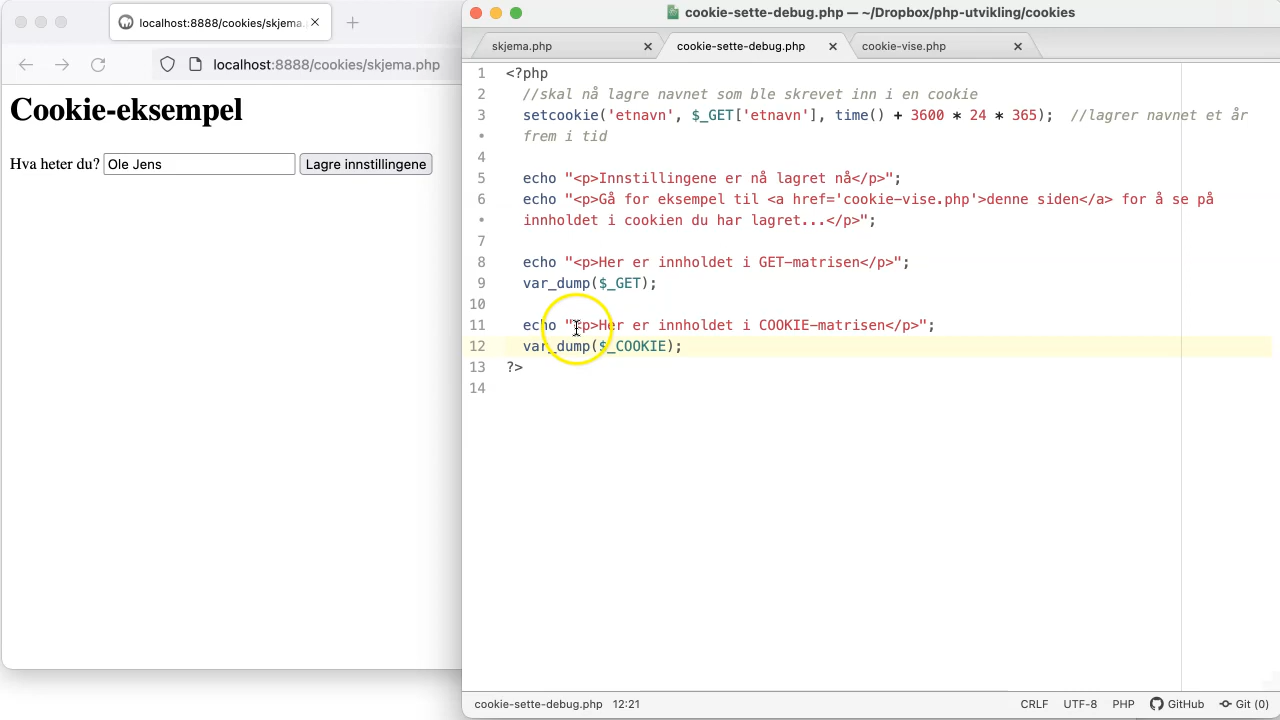 localhost:8888/cookies/skjema.
localhost:8888/cookies/skjema.php
Cookie-eksempel
Hva heter du? Ole Jens Lagre innstillingene
cookie-sette-debug.php — ~/Dropbox/php-utvikling/cookies
skjema.php cookie-sette-debug.php cookie-vise.php
1 <?php
2 //skal nå lagre navnet som ble skrevet inn i en cookie
3 setcookie('etnavn', $_GET['etnavn'], time() + 3600 * 24 * 365); //lagrer navnet et år
• frem i tid
4
5 echo "<p>Innstillingene er nå lagret nå</p>";
6 echo "<p>Gå for eksempel til <a href='cookie-vise.php'>denne siden</a> for å se på
• innholdet i cookien du har lagret...</p>";
7
8 echo "<p>Her er innholdet i GET-matrisen</p>";
9 var_dump($_GET);
10
11 echo "<p>Her er innholdet i COOKIE-matrisen</p>";
12 var_dump($_COOKIE);
13 ?>
14
cookie-sette-debug.php 12:21 CRLF UTF-8 PHP GitHub Git (0)